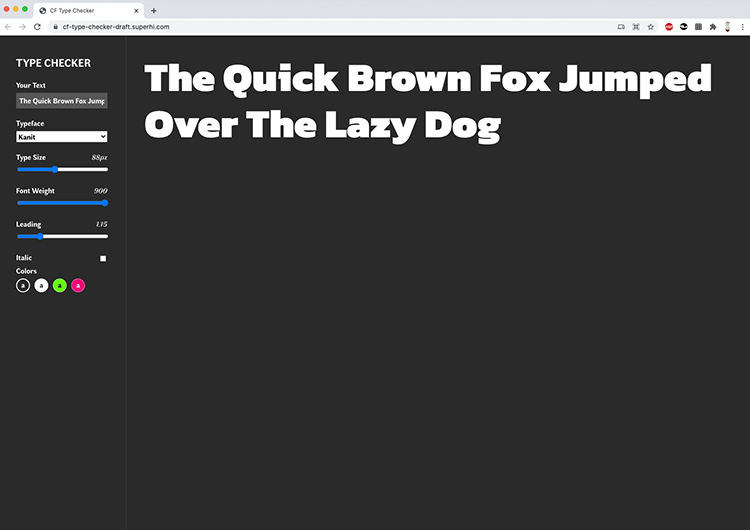 CF Type Checker
cf-type-checker-draft.superhi.com
TYPE CHECKER
Your Text
The Quick Brown Fox Jump
Typeface
Kanit
Type Size 88px
Font Weight 900
Leading 1.15
Italic
Colors
a a a a
The Quick Brown Fox Jumped
Over The Lazy Dog